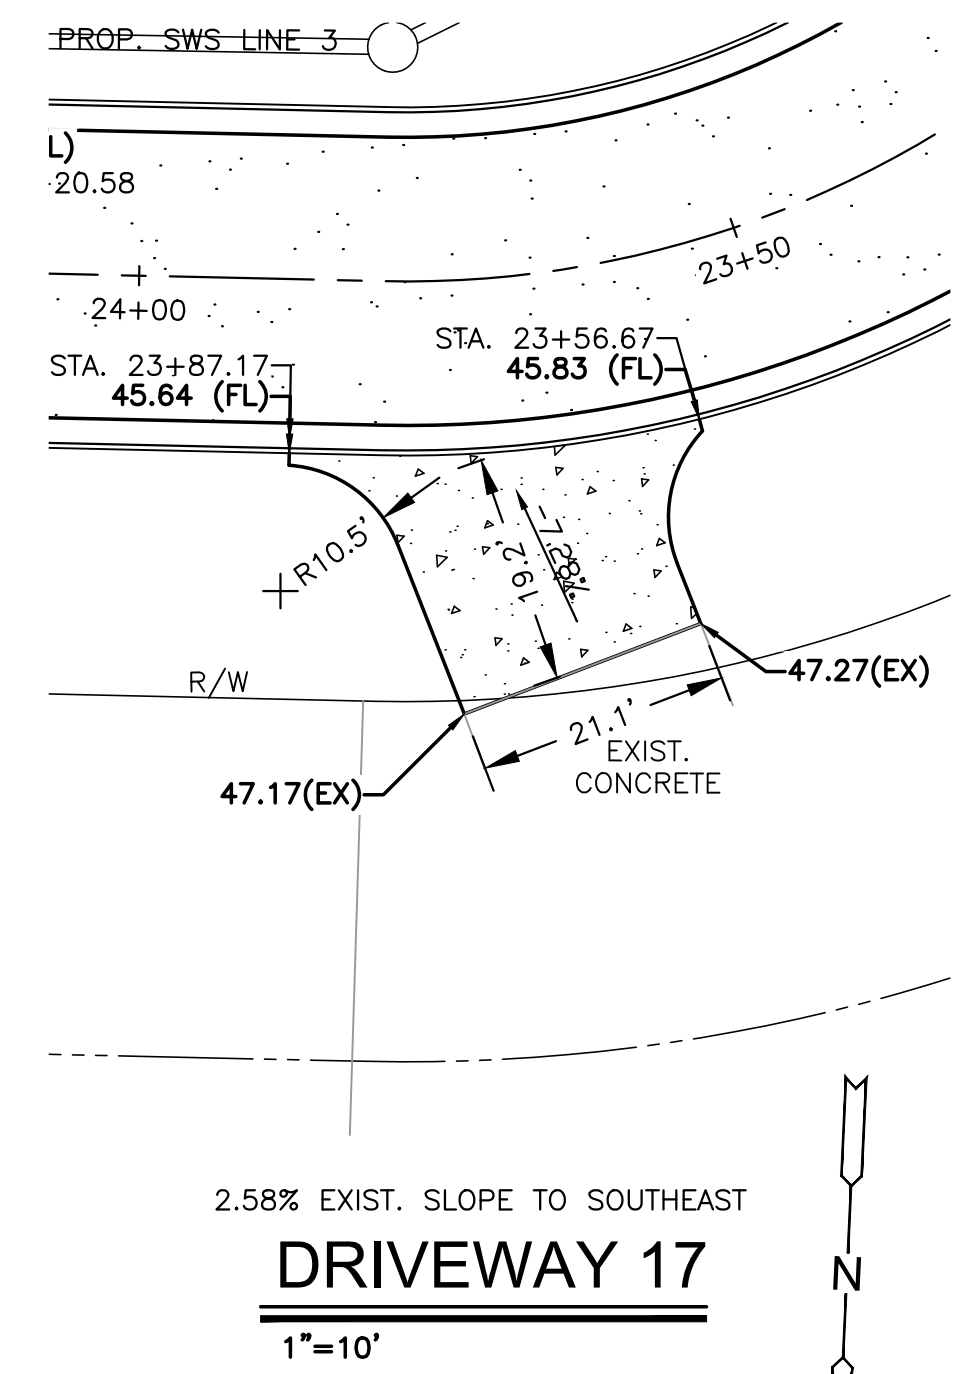 PROP. SWS LINE 3
L)
20.58
23+50
24+00
STA. 23+56.67
45.83 (FL)
STA. 23+87.17
45.64 (FL)
R10.5'
19.2'
-7.28%
R/W
47.27(EX)
21.1'
EXIST.
CONCRETE
47.17(EX)
2.58% EXIST. SLOPE TO SOUTHEAST
DRIVEWAY 17
1"=10'
N